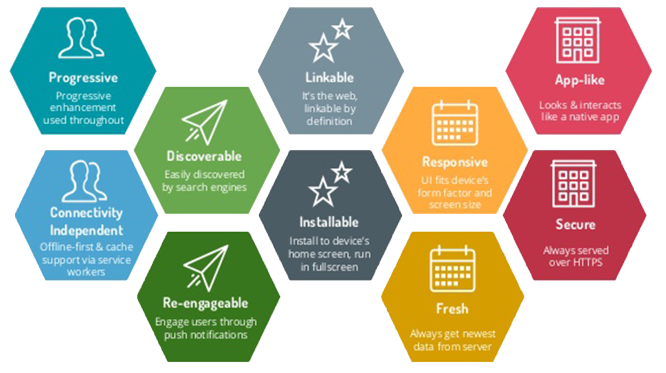 Progressive
Progressive
enhancement
used throughout
Linkable
It's the web,
linkable by
definition
App-like
Looks & interacts
like a native app
Discoverable
Easily discovered
by search engines
Responsive
UI fits device's
form factor and
screen size
Connectivity
Independent
Offline-first & cache
support via service
workers
Installable
Install to device's
home screen, run
in fullscreen
Secure
Always served
over HTTPS
Re-engageable
Engage users through
push notifications
Fresh
Always get newest
data from server